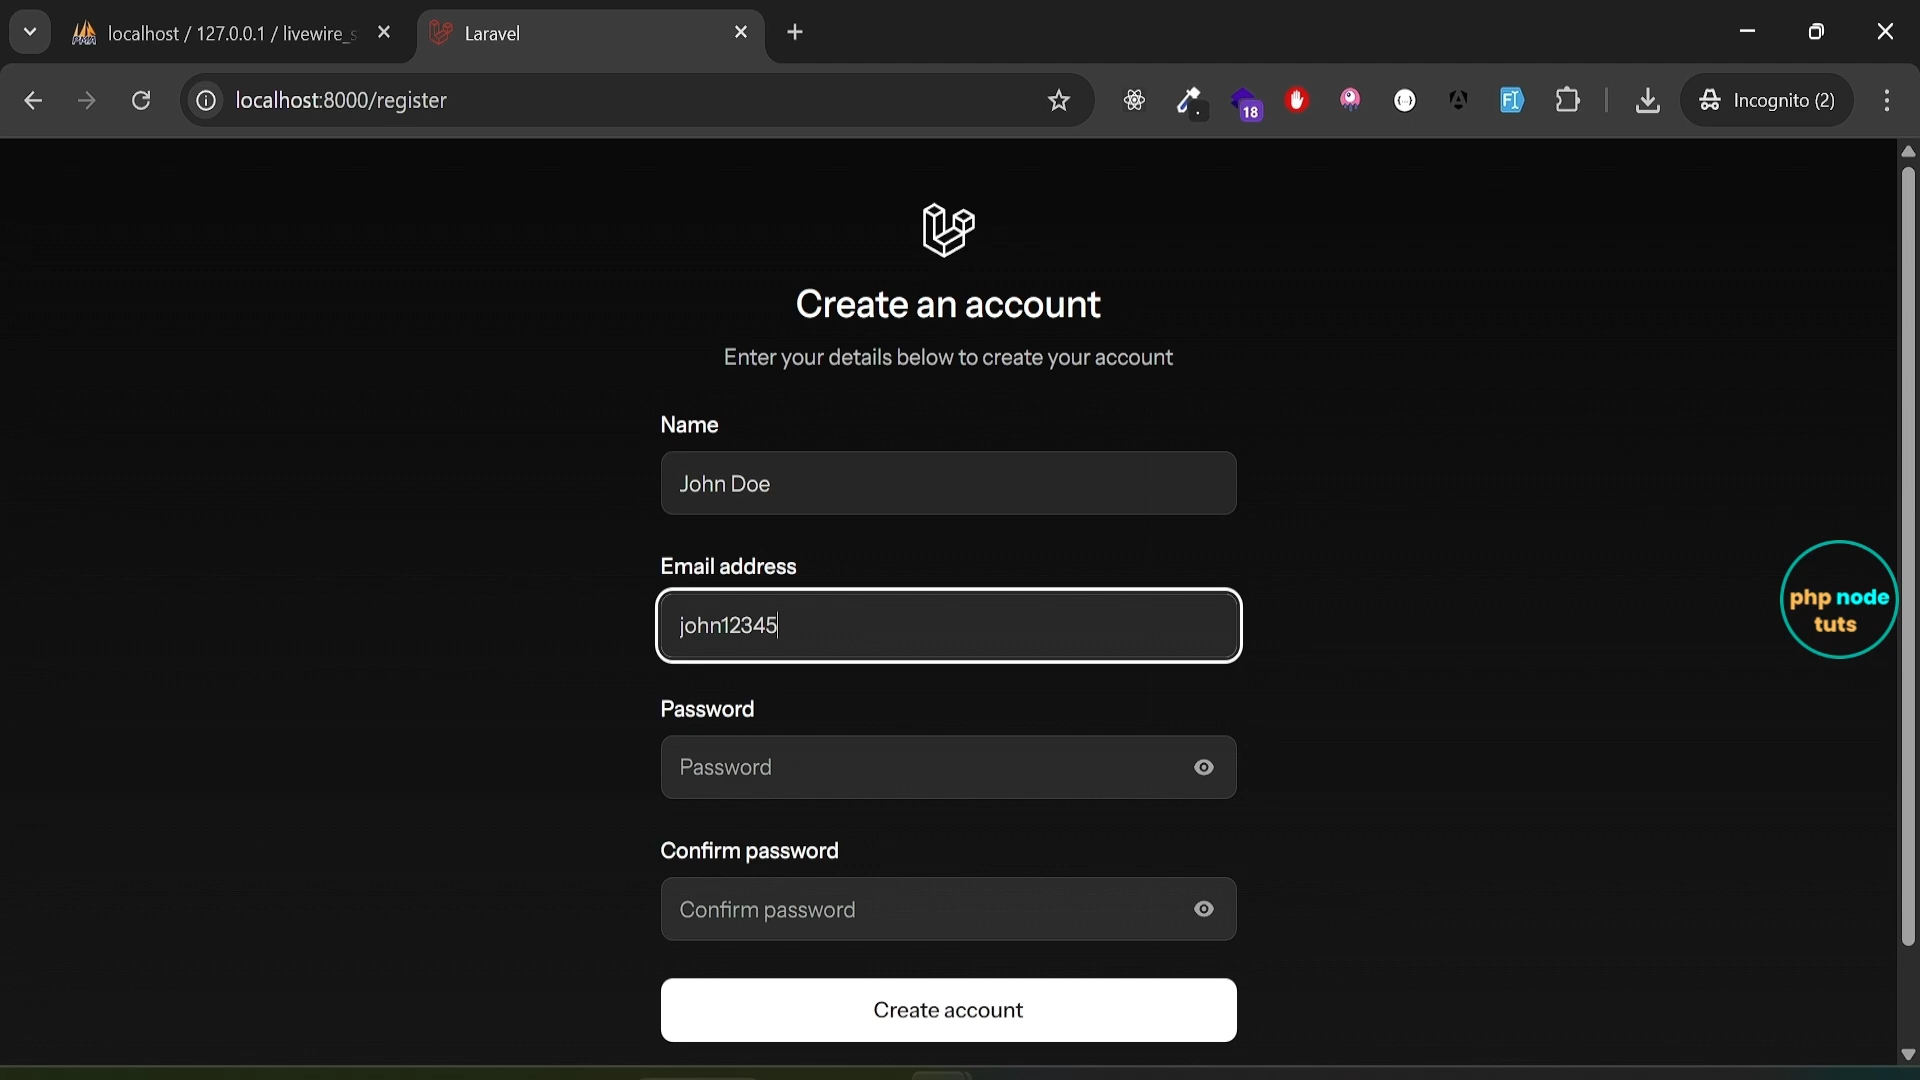 localhost / 127.0.0.1 / livewire_s
Laravel
localhost:8000/register
18
FI
Incognito (2)
Create an account
Enter your details below to create your account
Name
John Doe
Email address
john12345
php node
tuts
Password
Password
Confirm password
Confirm password
Create account